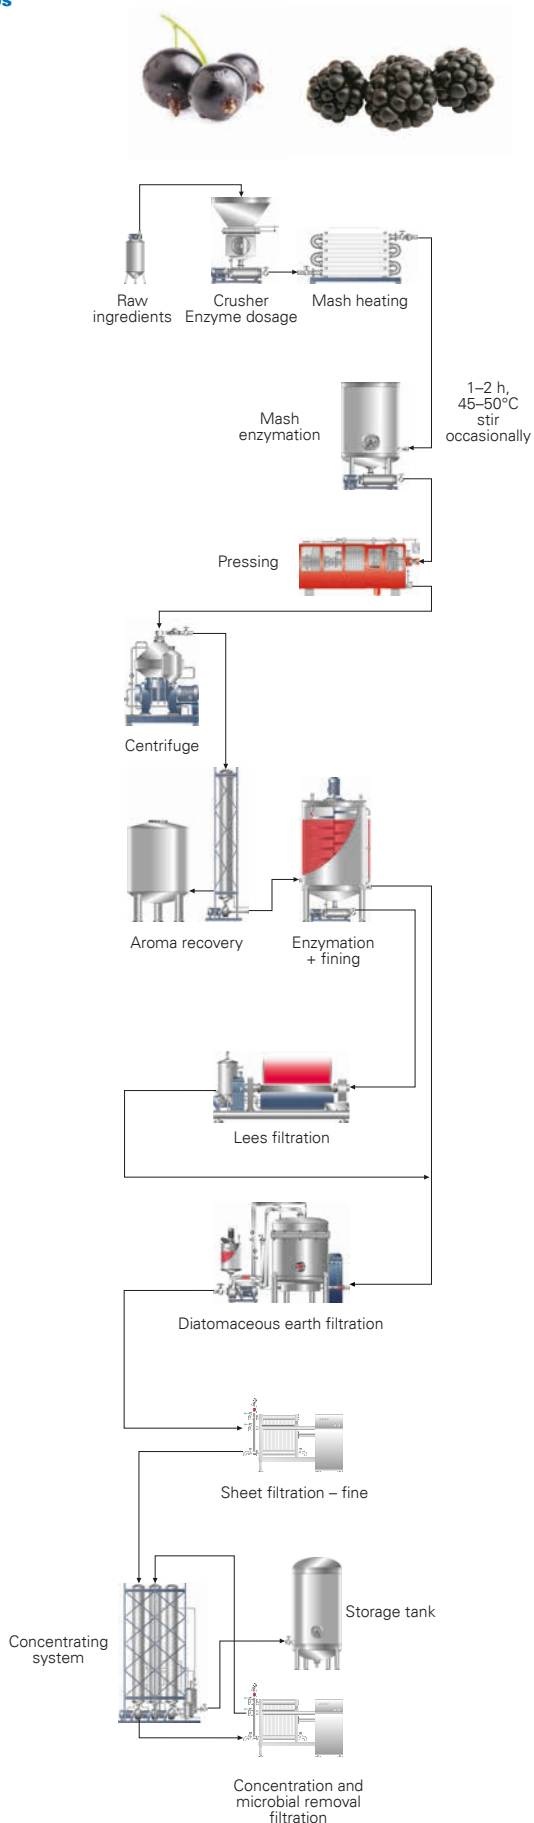 Raw
ingredients
Crusher
Enzyme dosage
Mash heating
1–2 h,
45–50°C
stir
occasionally
Mash
enzymation
Pressing
Centrifuge
Aroma recovery
Enzymation
+ fining
Lees filtration
Diatomaceous earth filtration
Sheet filtration – fine
Storage tank
Concentrating
system
Concentration and
microbial removal
filtration